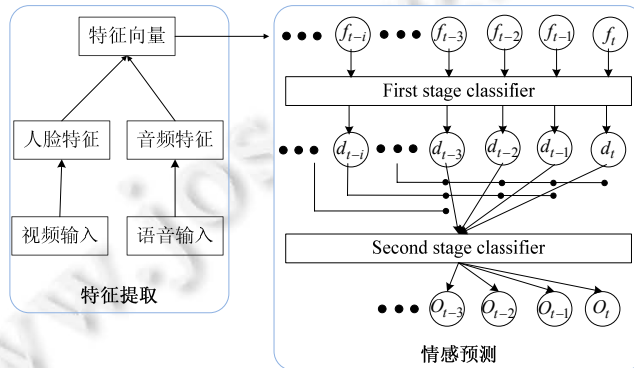 特征向量
人脸特征
音频特征
视频输入
语音输入
特征提取
••• f_{t-i} ••• f_{t-3} f_{t-2} f_{t-1} f_t
First stage classifier
••• d_{t-i} ••• d_{t-3} d_{t-2} d_{t-1} d_t
Second stage classifier
••• O_{t-3} O_{t-2} O_{t-1} O_t
情感预测
www.jos